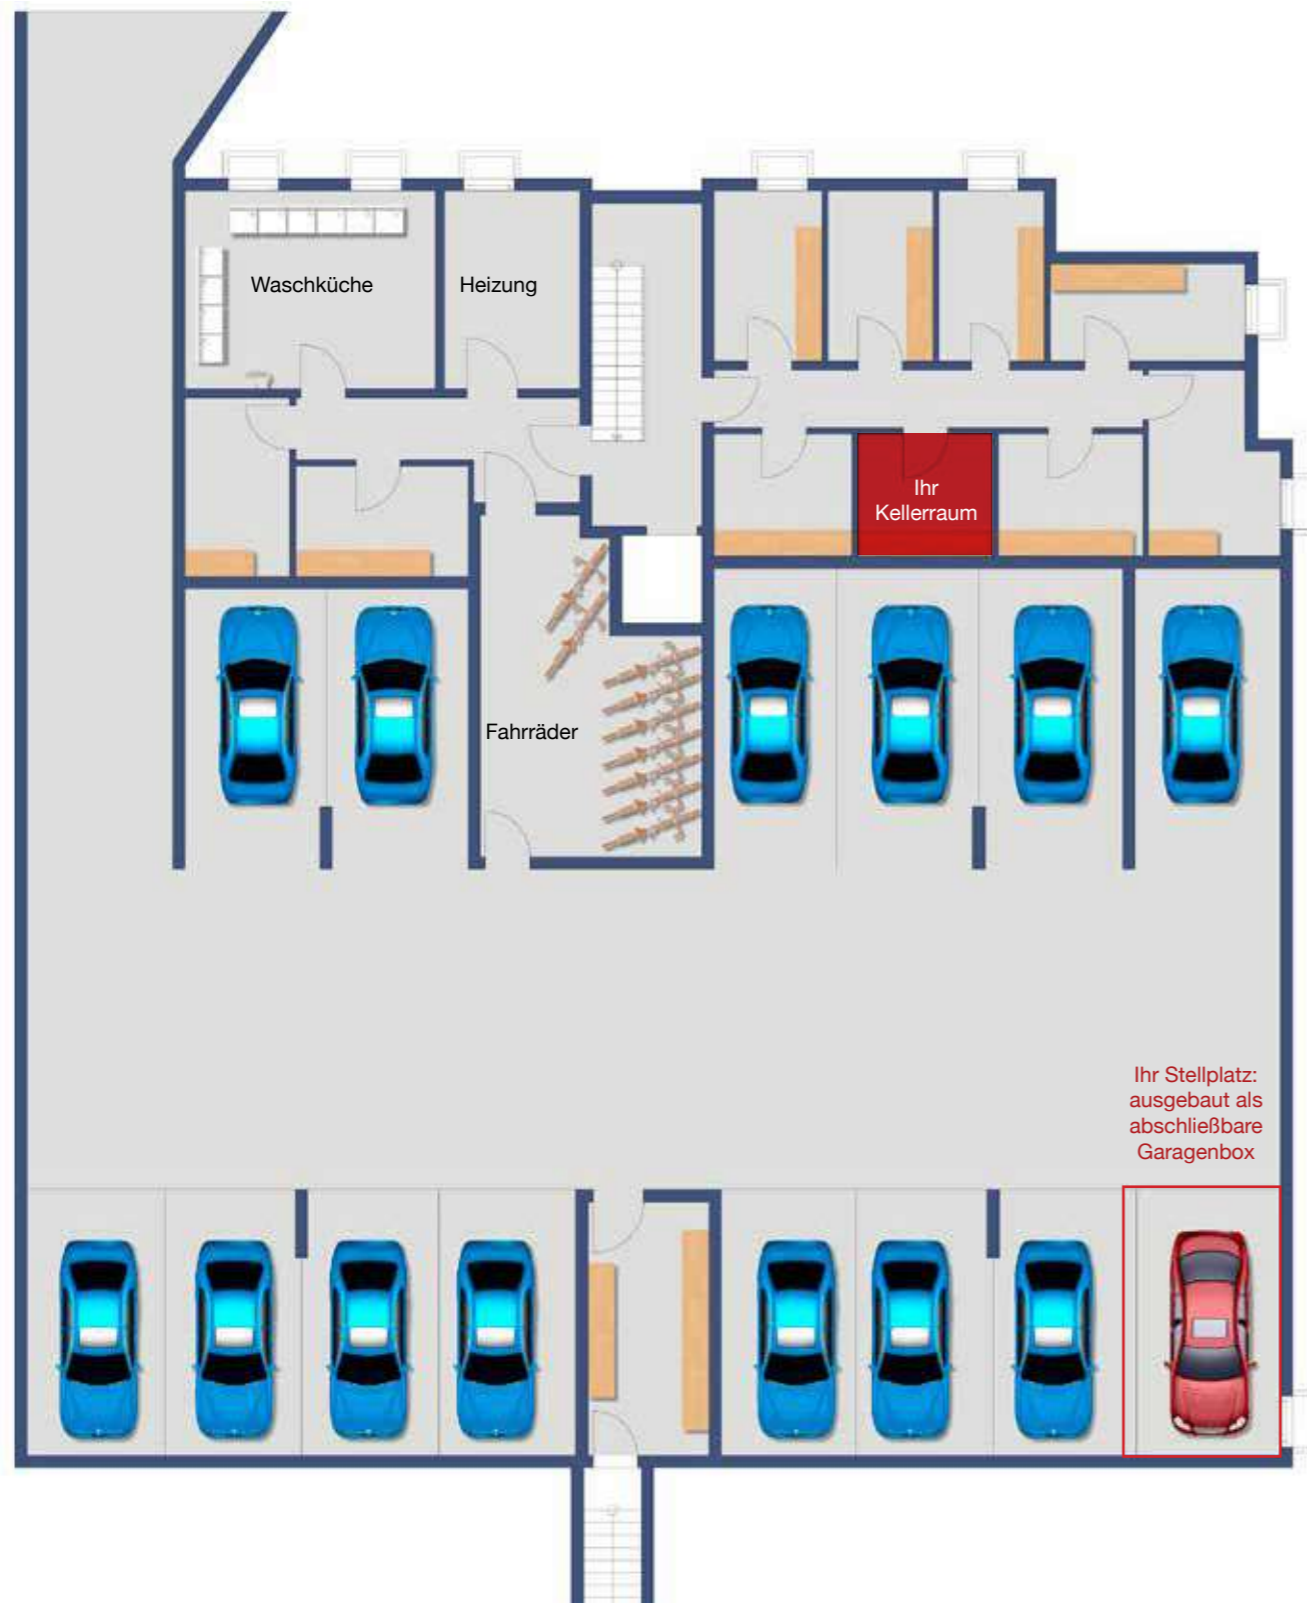 Waschküche
Heizung
Ihr
Kellerraum
Fahrräder
Ihr Stellplatz:
ausgebaut als
abschließbare
Garagenbox